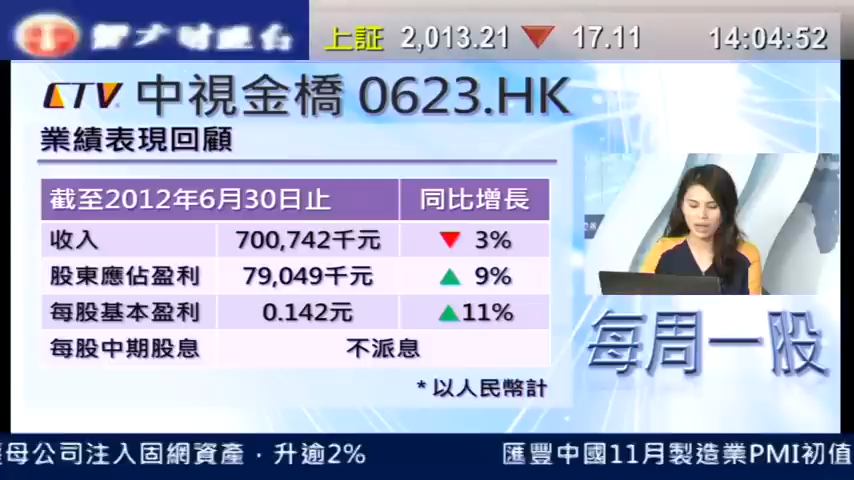 智才財經台 上証 2,013.21 ▼ 17.11 14:04:52
CTV 中視金橋 0623.HK
業績表現回顧
截至2012年6月30日止 同比增長
收入 700,742千元 ▼ 3%
股東應佔盈利 79,049千元 ▲ 9%
每股基本盈利 0.142元 ▲11%
每股中期股息 不派息
*以人民幣計
每周一股
母公司注入固網資產．升逾2% 匯豐中國11月製造業PMI初值